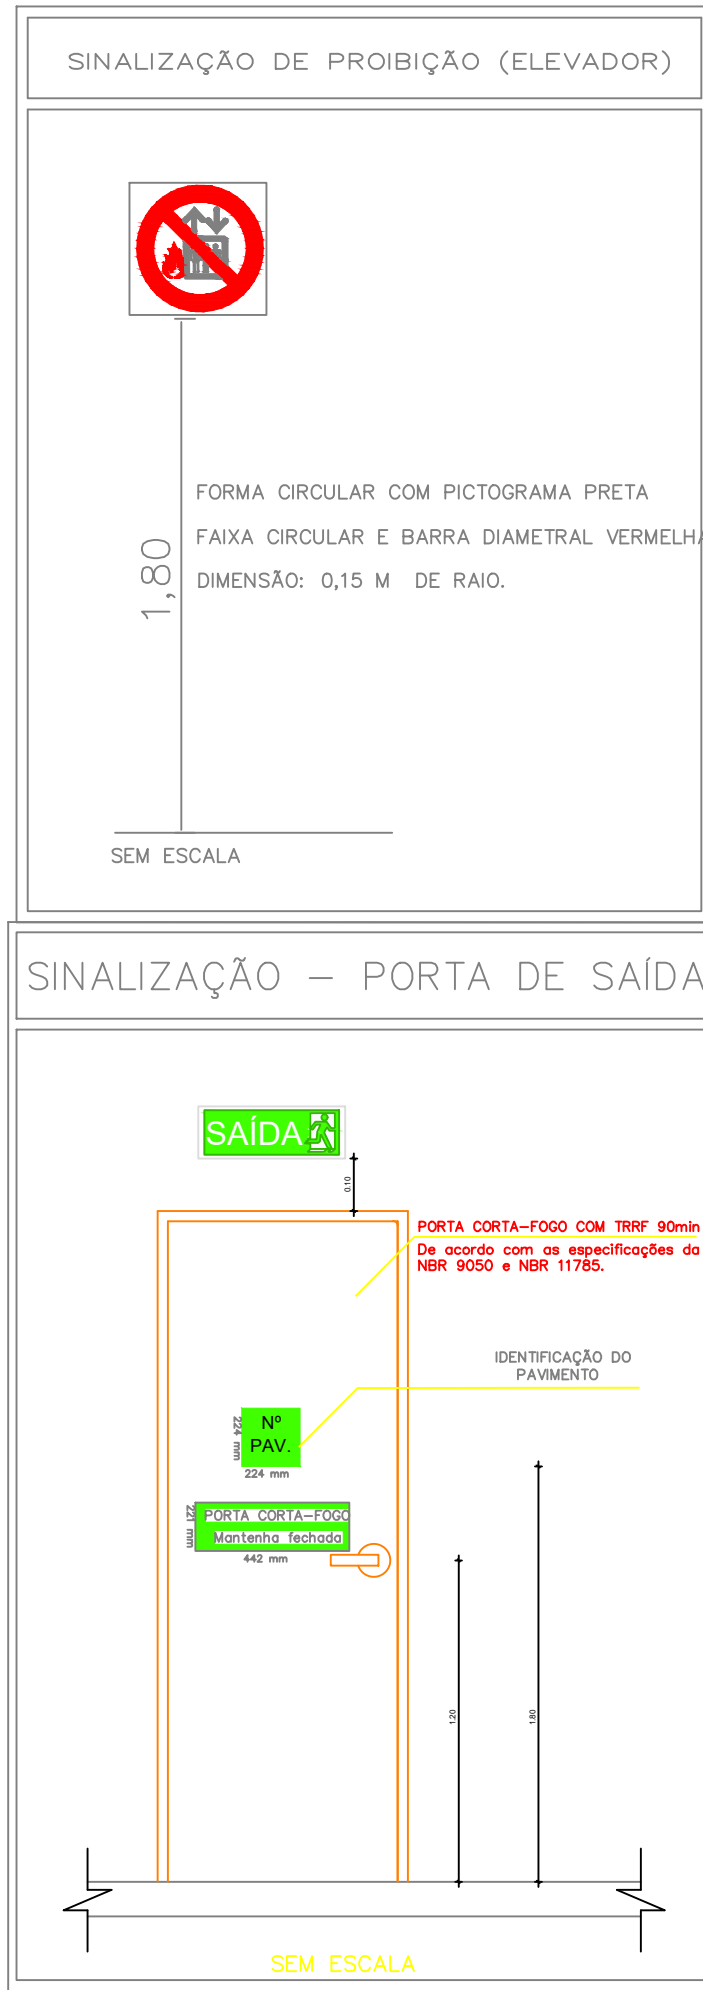 SINALIZAÇÃO DE PROIBIÇÃO (ELEVADOR)
FORMA CIRCULAR COM PICTOGRAMA PRETA
FAIXA CIRCULAR E BARRA DIAMETRAL VERMELHA
DIMENSÃO: 0,15 M DE RAIO.
1,80
SEM ESCALA
SINALIZAÇÃO – PORTA DE SAÍDA
SAÍDA
0.10
PORTA CORTA–FOGO COM TRRF 90min
De acordo com as especificações da
NBR 9050 e NBR 11785.
IDENTIFICAÇÃO DO
PAVIMENTO
Nº
PAV.
224 mm
224 mm
PORTA CORTA–FOGO
Mantenha fechada
221 mm
442 mm
1.20
1.80
SEM ESCALA